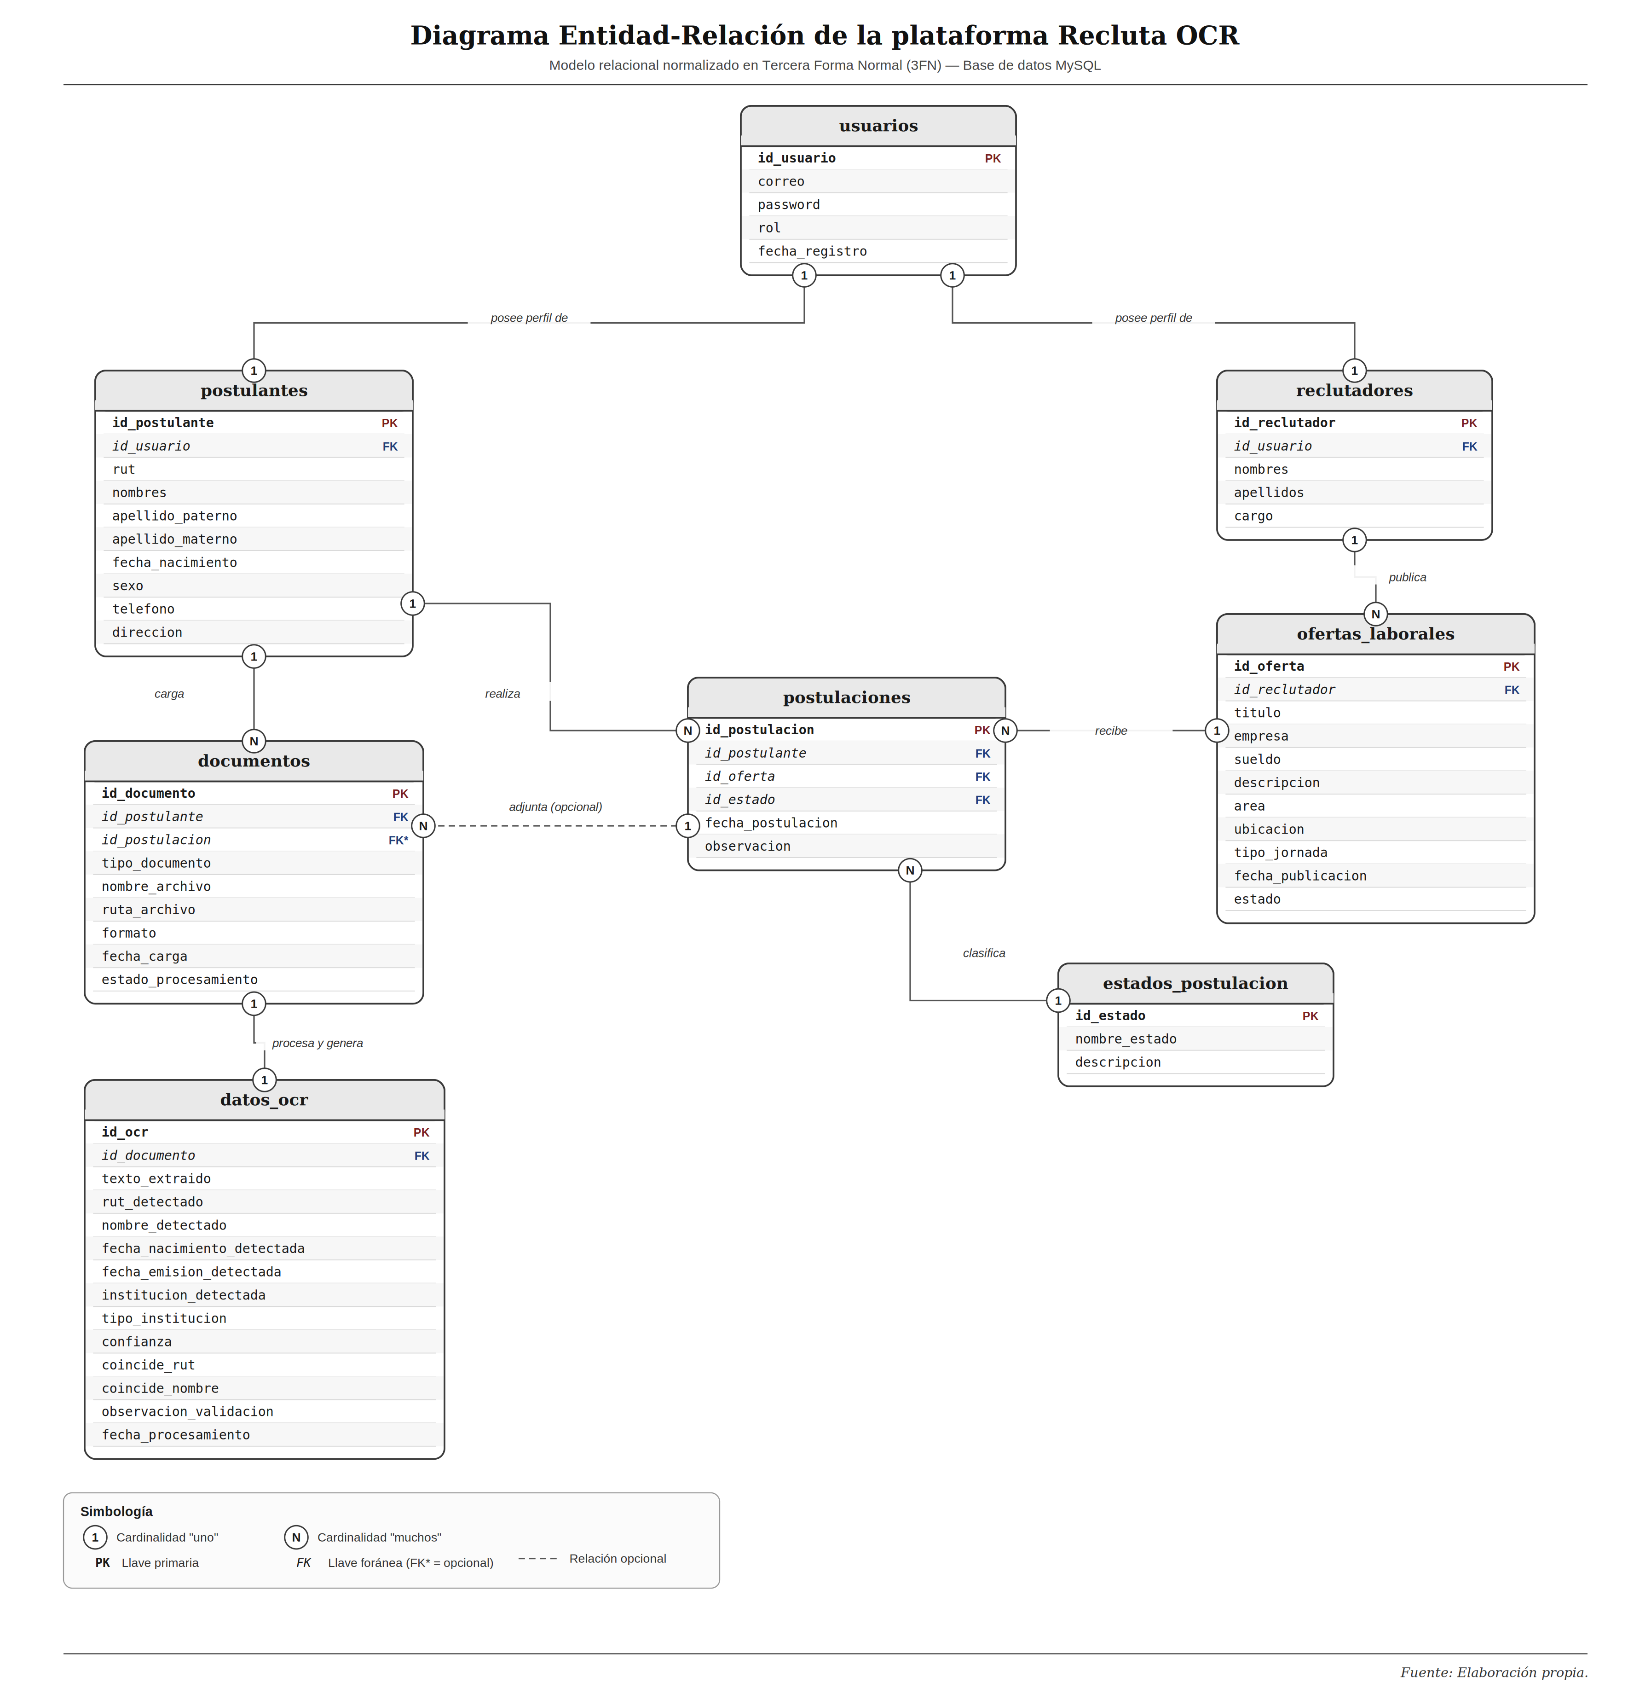 Diagrama Entidad-Relación de la plataforma Recluta OCR
Modelo relacional normalizado en Tercera Forma Normal (3FN) — Base de datos MySQL
usuarios
id_usuario PK
correo
password
rol
fecha_registro
1
1
posee perfil de
posee perfil de
1
postulantes
id_postulante PK
id_usuario FK
rut
nombres
apellido_paterno
apellido_materno
fecha_nacimiento
sexo
telefono
direccion
1
1
1
reclutadores
id_reclutador PK
id_usuario FK
nombres
apellidos
cargo
1
publica
N
ofertas_laborales
id_oferta PK
id_reclutador FK
titulo
empresa
sueldo
descripcion
area
ubicacion
tipo_jornada
fecha_publicacion
estado
1
carga
realiza
recibe
postulaciones
N
id_postulacion PK
N
id_postulante FK
id_oferta FK
id_estado FK
fecha_postulacion
observacion
1
N
adjunta (opcional)
N
documentos
id_documento PK
id_postulante FK
id_postulacion FK*
tipo_documento
nombre_archivo
ruta_archivo
formato
fecha_carga
estado_procesamiento
N
1
clasifica
1
estados_postulacion
id_estado PK
nombre_estado
descripcion
procesa y genera
1
datos_ocr
id_ocr PK
id_documento FK
texto_extraido
rut_detectado
nombre_detectado
fecha_nacimiento_detectada
fecha_emision_detectada
institucion_detectada
tipo_institucion
confianza
coincide_rut
coincide_nombre
observacion_validacion
fecha_procesamiento
Simbología
1 Cardinalidad "uno"
N Cardinalidad "muchos"
PK Llave primaria
FK Llave foránea (FK* = opcional)
Relación opcional
Fuente: Elaboración propia.